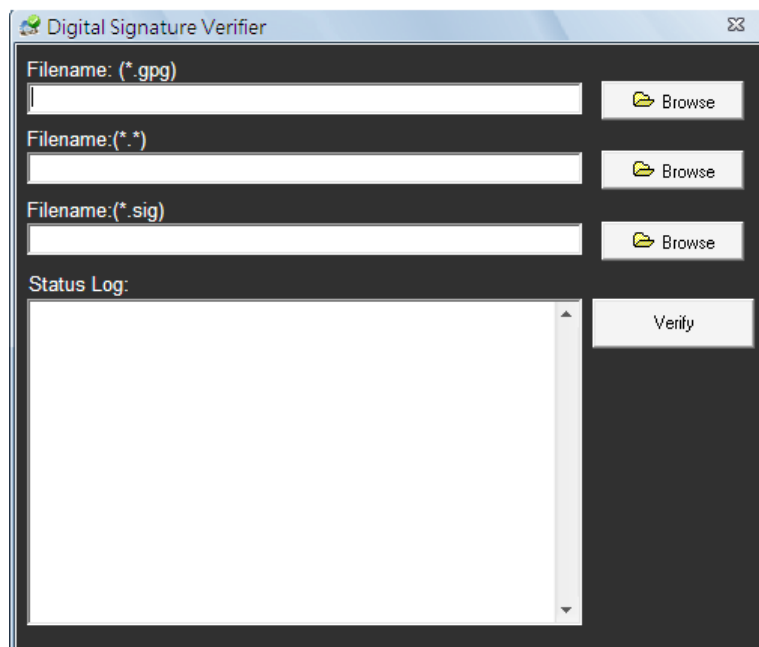 Digital Signature Verifier
Filename: (*.gpg)
Browse
Filename:(*.*)
Browse
Filename:(*.sig)
Browse
Status Log:
Verify